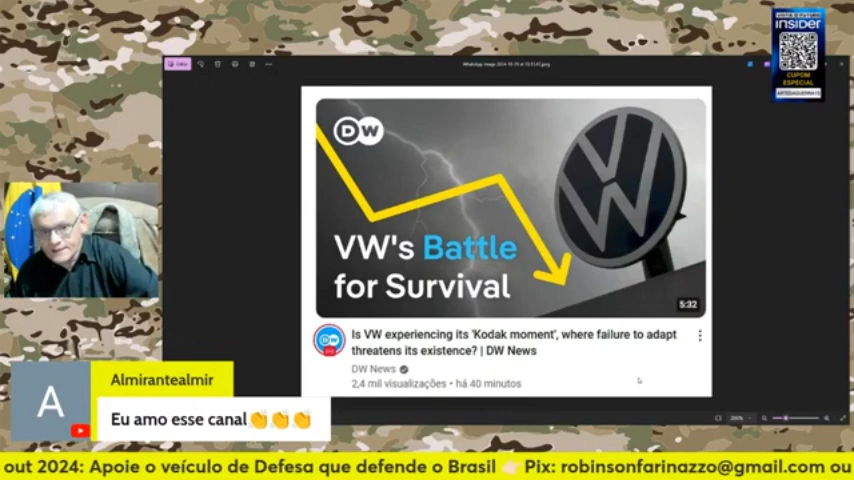 insider
CUPOM
ESPECIAL
ARTEDAGUERRA15
Editar
DW
VW's Battle
for Survival
5:32
Is VW experiencing its 'Kodak moment', where failure to adapt
threatens its existence? | DW News
DW News
2,4 mil visualizações • há 40 minutos
A
Almirantealmir
Eu amo esse canal👏👏👏
out 2024: Apoie o veículo de Defesa que defende o Brasil 👉🏻 Pix: robinsonfarinazzo@gmail.com ou